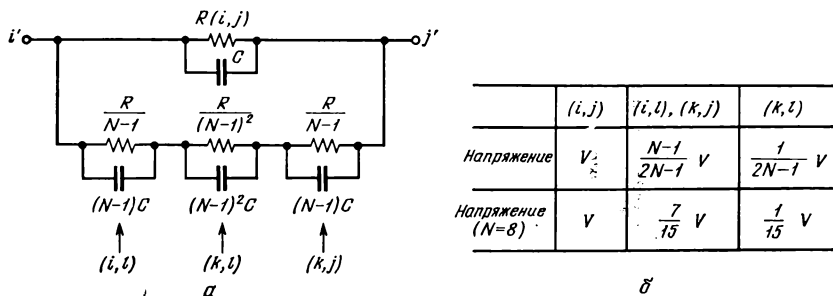 R(i,j)
i' j'
C
R/(N-1) R/(N-1)² R/(N-1)
(N-1)C (N-1)²C (N-1)C
(i,l) (k,l) (k,j)
а
(i,j) (i,l), (k,j) (k,l)
Напряжение V (N-1)/(2N-1) V 1/(2N-1) V
Напряжение
(N=8) V 7/15 V 1/15 V
б